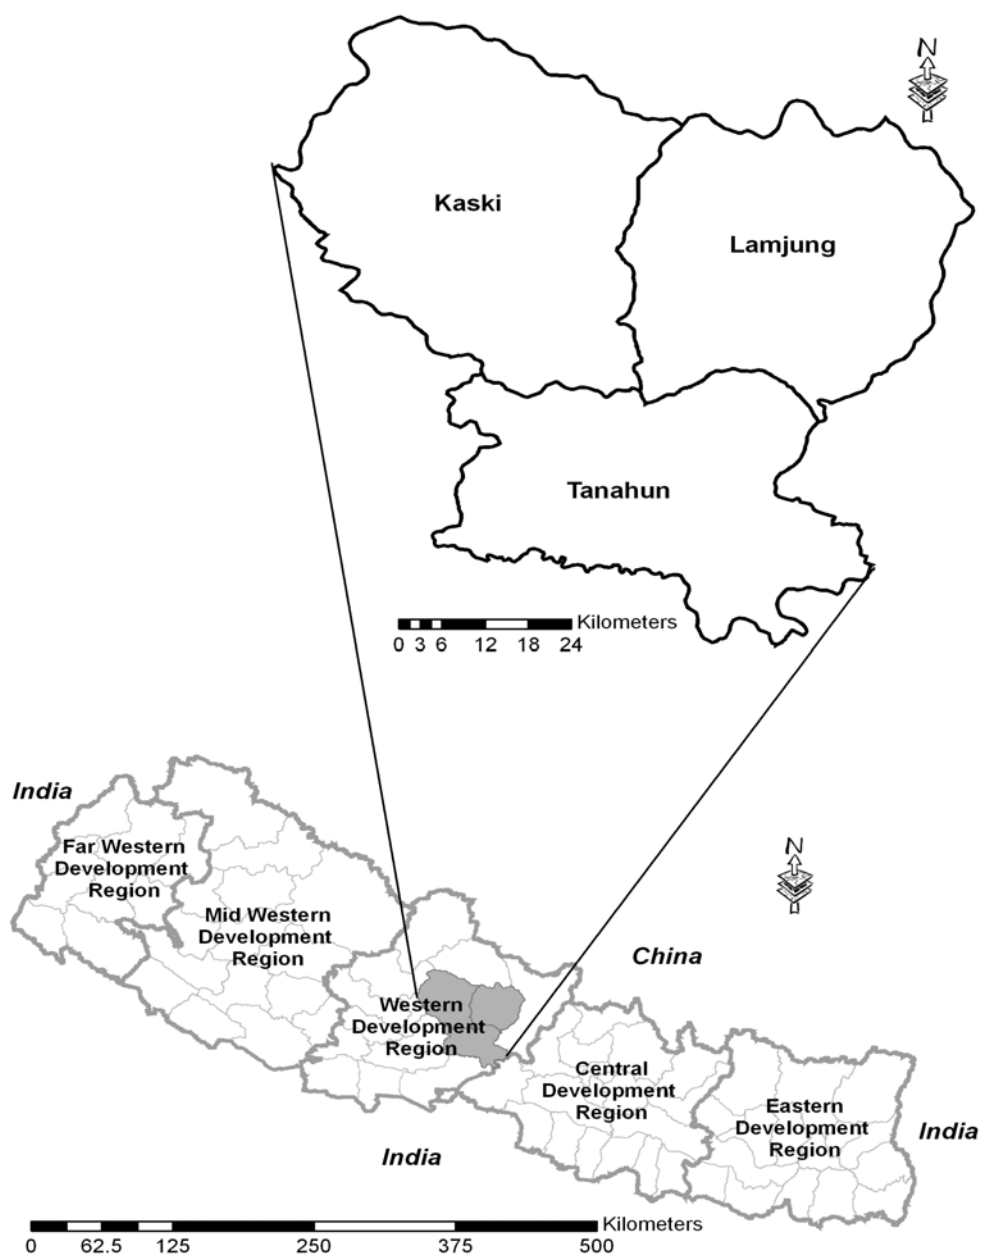 N
Kaski
Lamjung
Tanahun
Kilometers
0 3 6 12 18 24
India
Far Western
Development
Region
N
Mid Western
Development
Region
China
Western
Development
Region
Central
Development
Region
Eastern
Development
Region
India
India
Kilometers
0 62.5 125 250 375 500